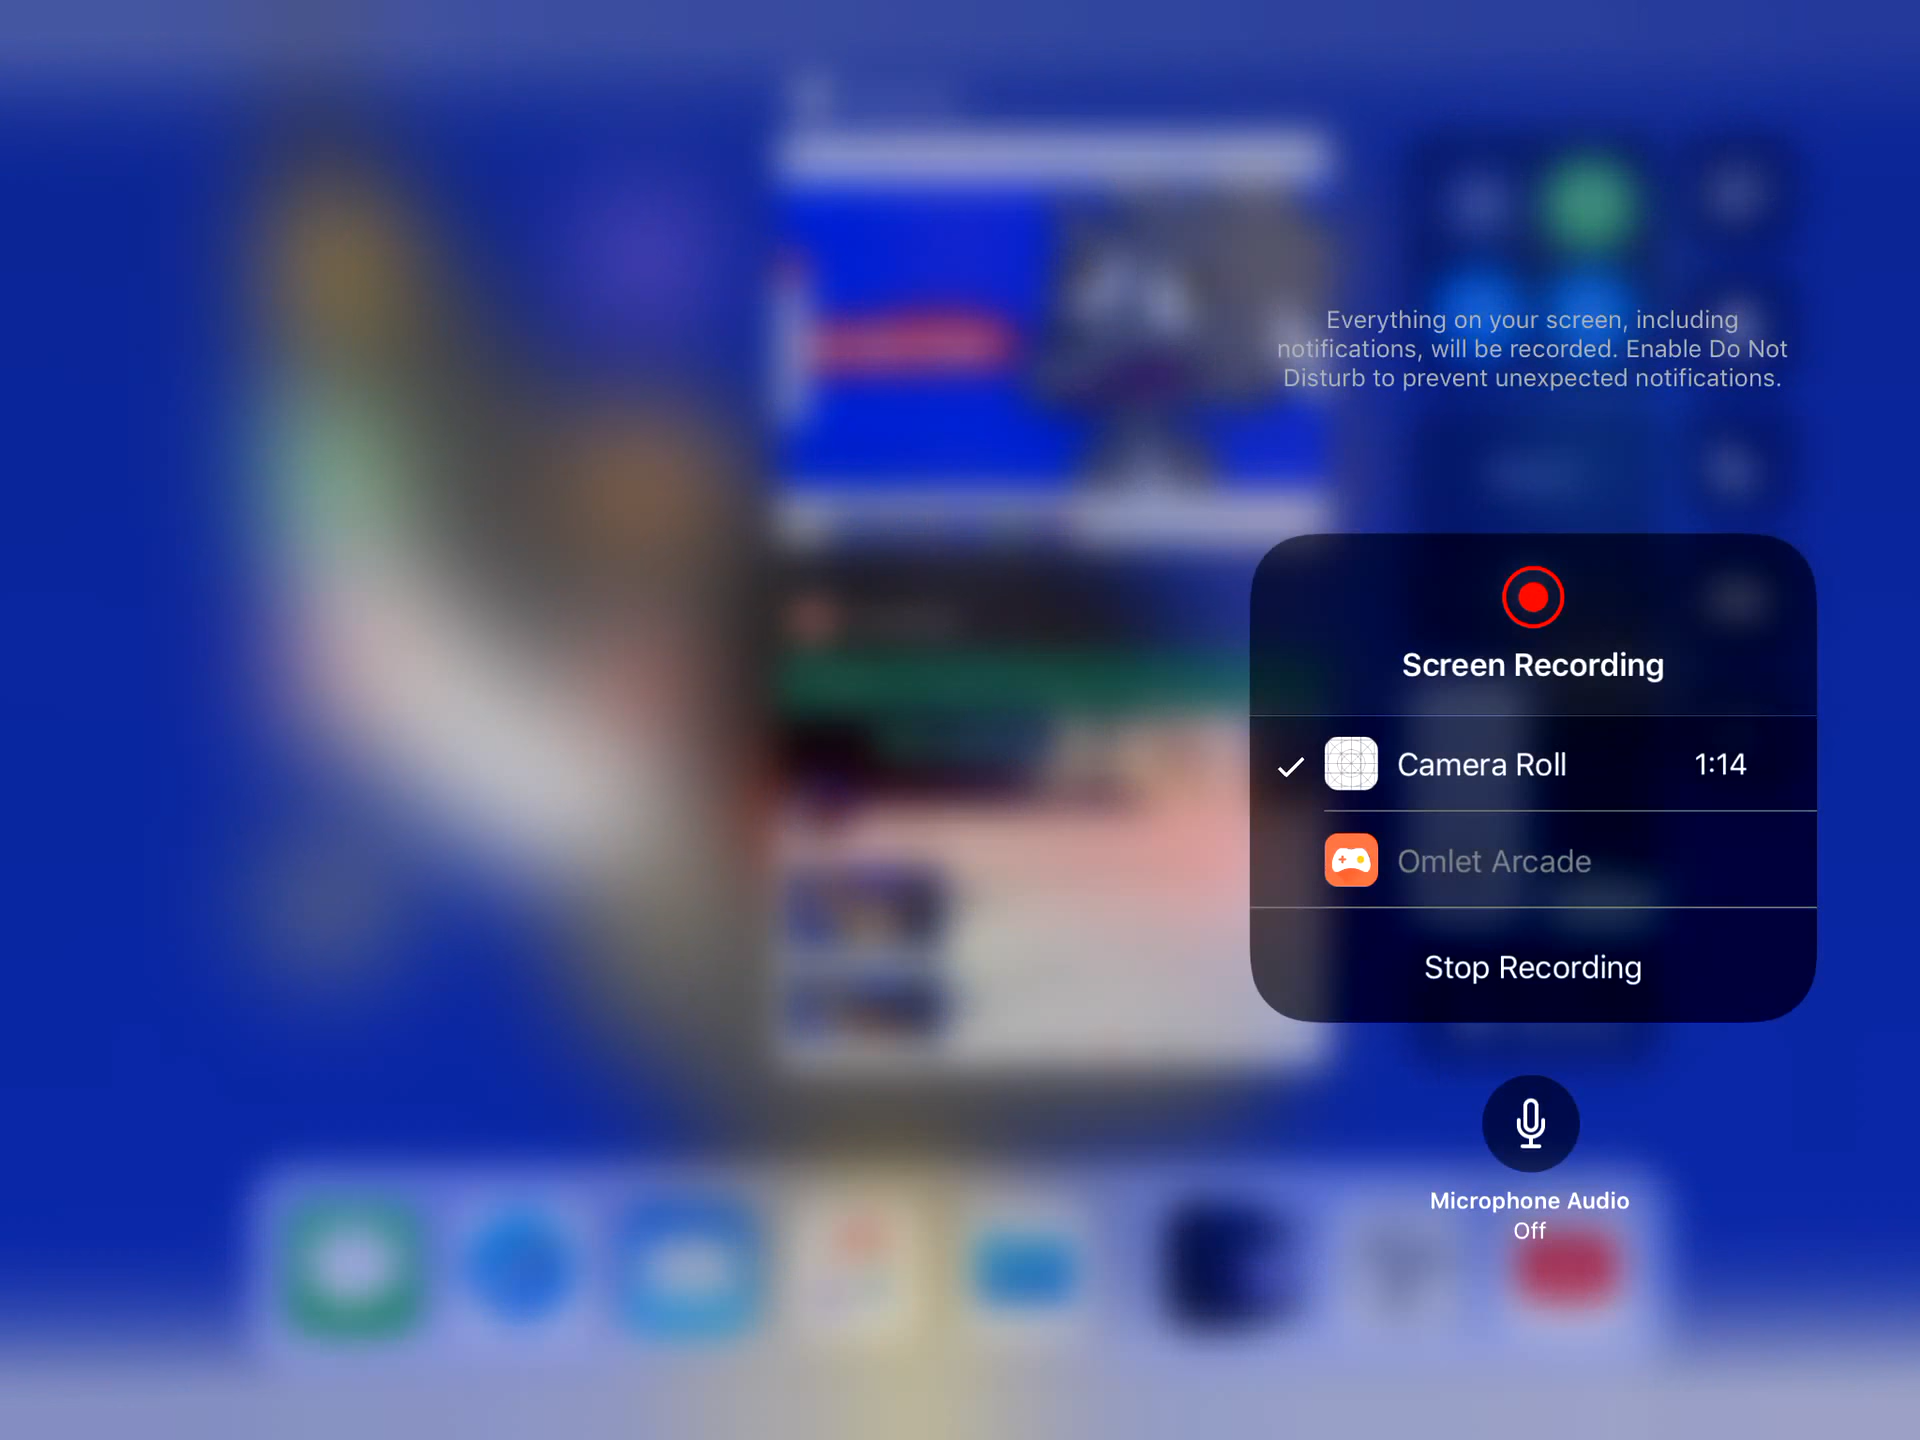 Everything on your screen, including
notifications, will be recorded. Enable Do Not
Disturb to prevent unexpected notifications.
Screen Recording
Camera Roll 1:14
Omlet Arcade
Stop Recording
Microphone Audio
Off